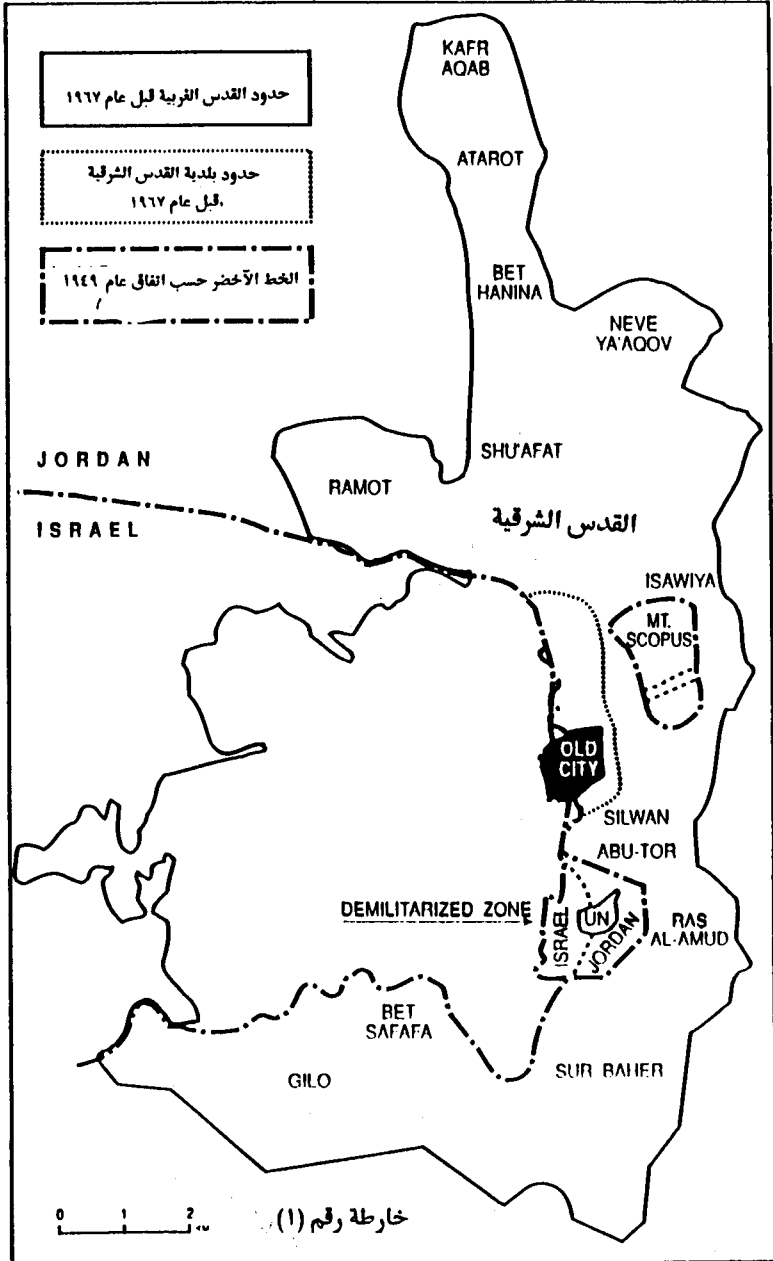 حدود القدس الغربية قبل عام ١٩٦٧
حدود بلدية القدس الشرقية
قبل عام ١٩٦٧
الخط الآخضر حسب اتفاق عام ١٩٤٩
KAFR
AQAB
ATAROT
BET
HANINA
NEVE
YA'AQOV
SHU'AFAT
RAMOT
JORDAN
ISRAEL
القدس الشرقية
ISAWIYA
MT.
SCOPUS
OLD
CITY
SILWAN
ABU-TOR
DEMILITARIZED ZONE
ISRAEL
UN
JORDAN
RAS
AL-AMUD
BET
SAFAFA
GILO
SUR BAHER
0 1 2
خارطة رقم (١)